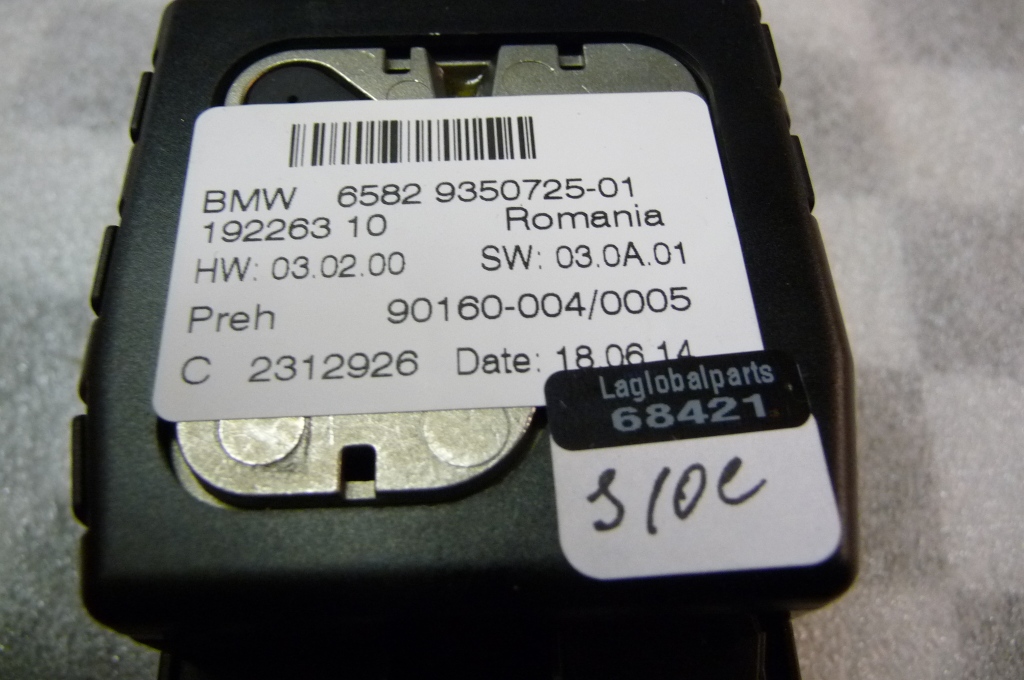 BMW 6582 9350725-01
192263 10 Romania
HW: 03.02.00 SW: 03.0A.01
Preh 90160-004/0005
C 2312926 Date: 18.06.14
Laglobalparts
68421